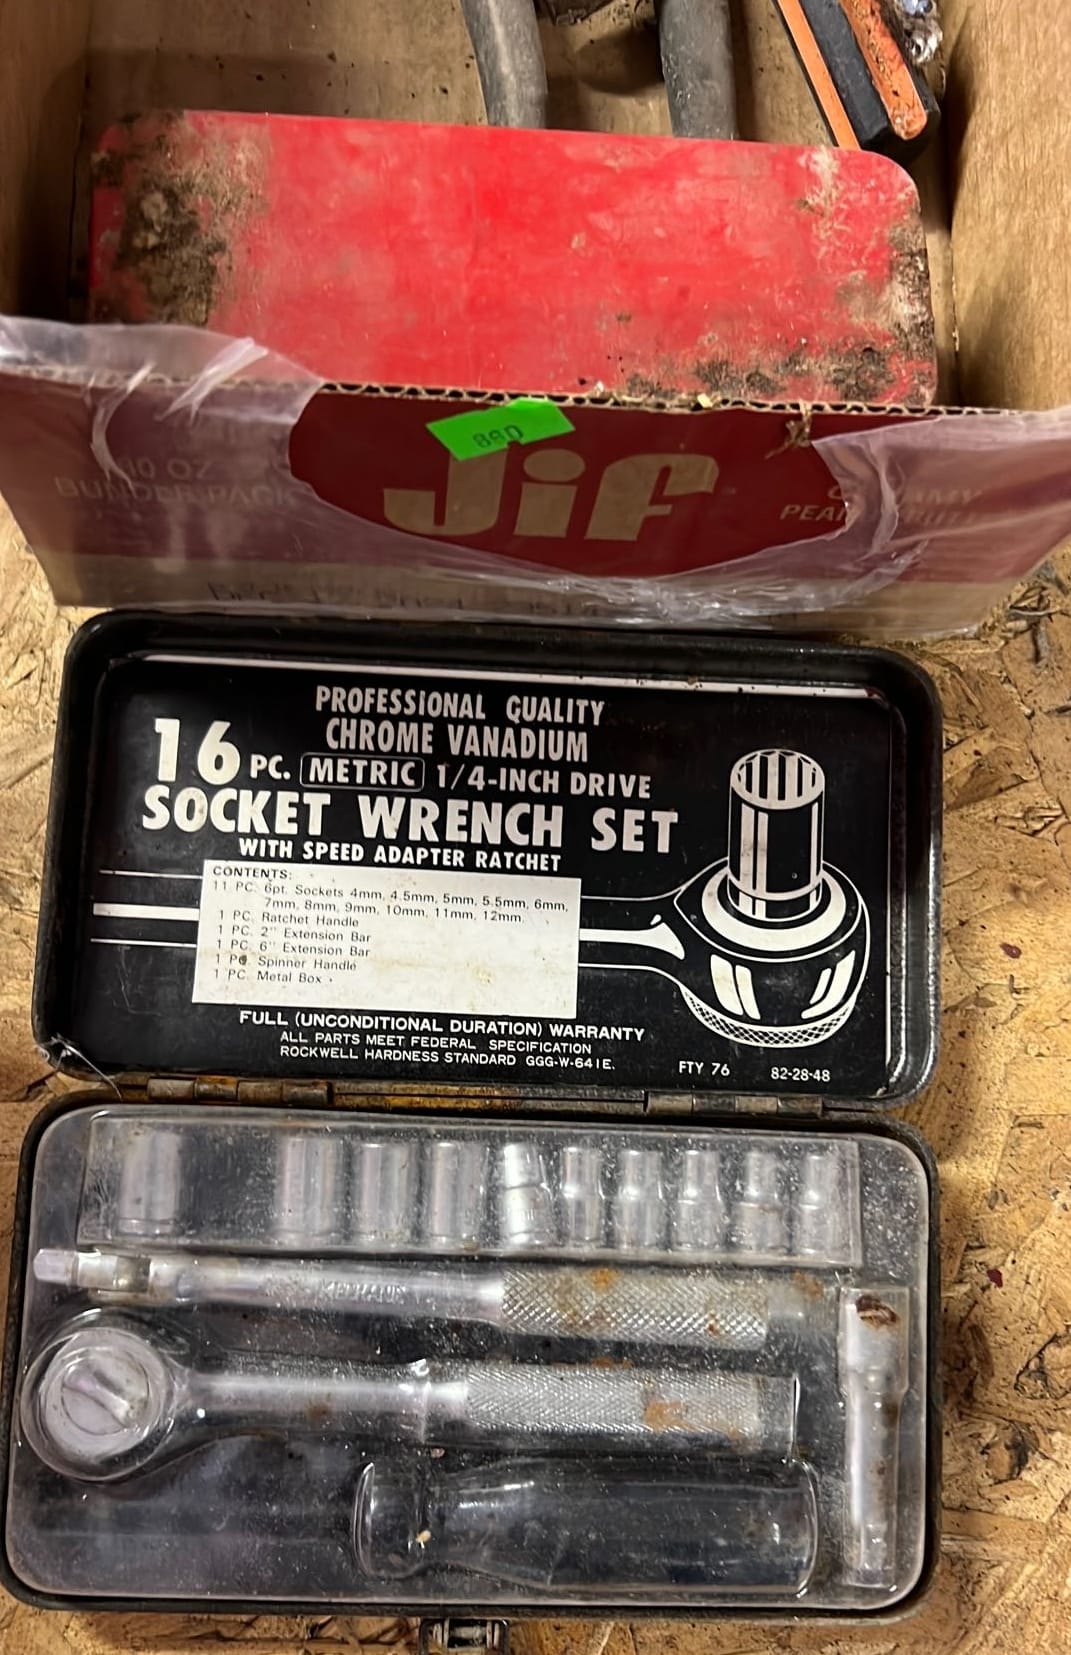 880
Jif
10 OZ
PROFESSIONAL QUALITY
CHROME VANADIUM
16 PC. METRIC 1/4-INCH DRIVE
SOCKET WRENCH SET
WITH SPEED ADAPTER RATCHET
CONTENTS:
11 PC. 6pt. Sockets 4mm, 4.5mm, 5mm, 5.5mm, 6mm,
7mm, 8mm, 9mm, 10mm, 11mm, 12mm.
1 PC. Ratchet Handle
1 PC. 2" Extension Bar
1 PC. 6" Extension Bar
1 PC. Spinner Handle
1 PC. Metal Box
FULL (UNCONDITIONAL DURATION) WARRANTY
ALL PARTS MEET FEDERAL SPECIFICATION
ROCKWELL HARDNESS STANDARD GGG-W-641E.
FTY 76 82-28-48